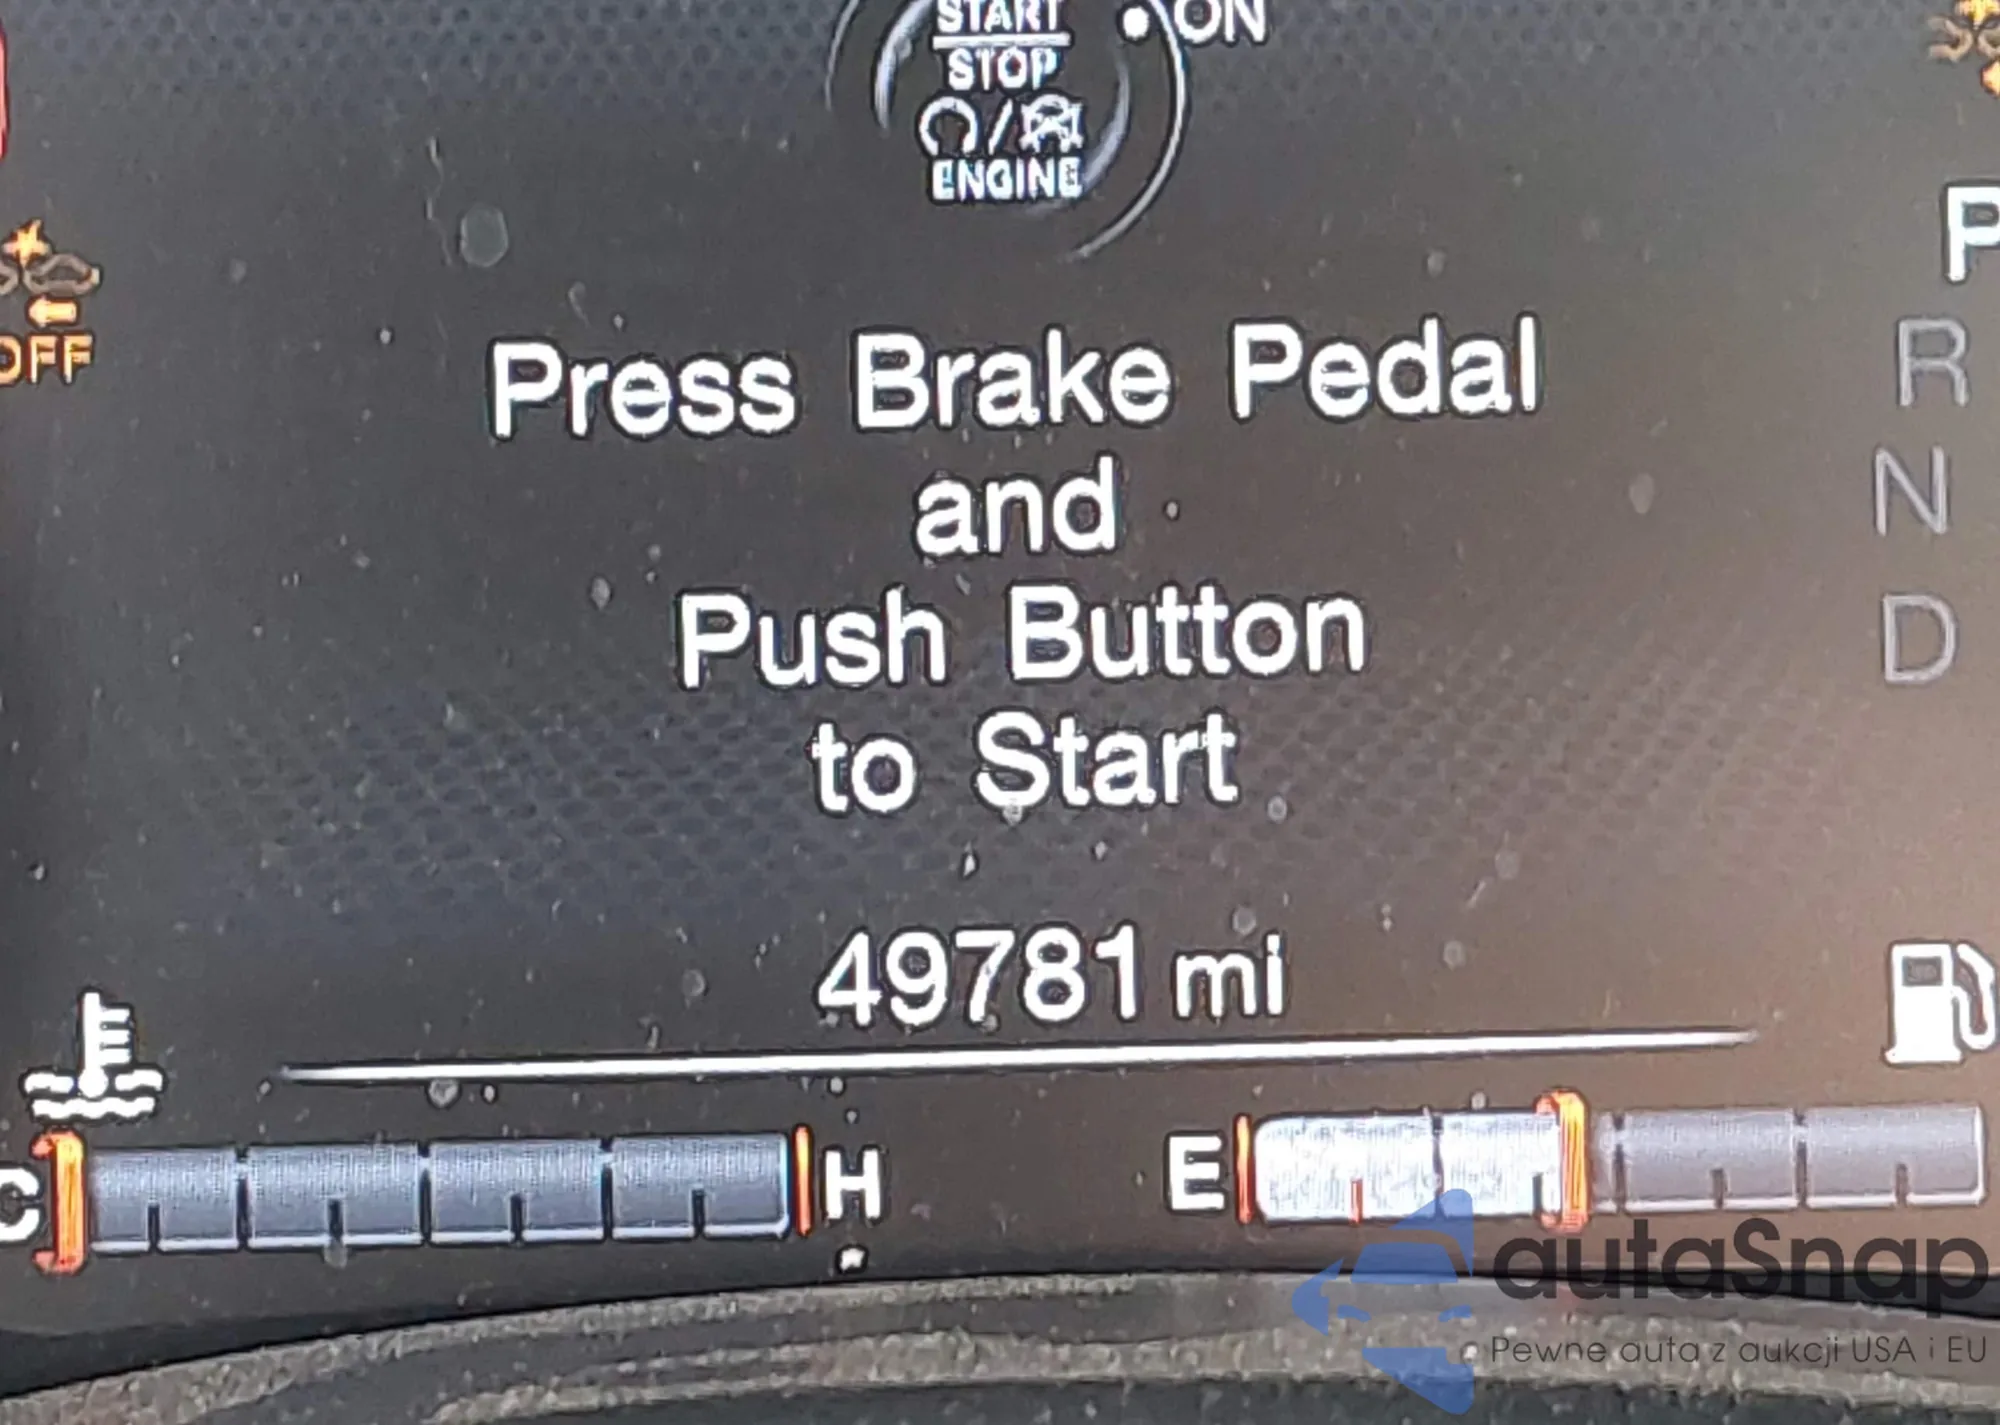 START
STOP
ENGINE
ON
OFF
Press Brake Pedal
and
Push Button
to Start
P
R
N
D
49781 mi
C
H
E
autaSnap
Pewne auta z aukcji USA i EU